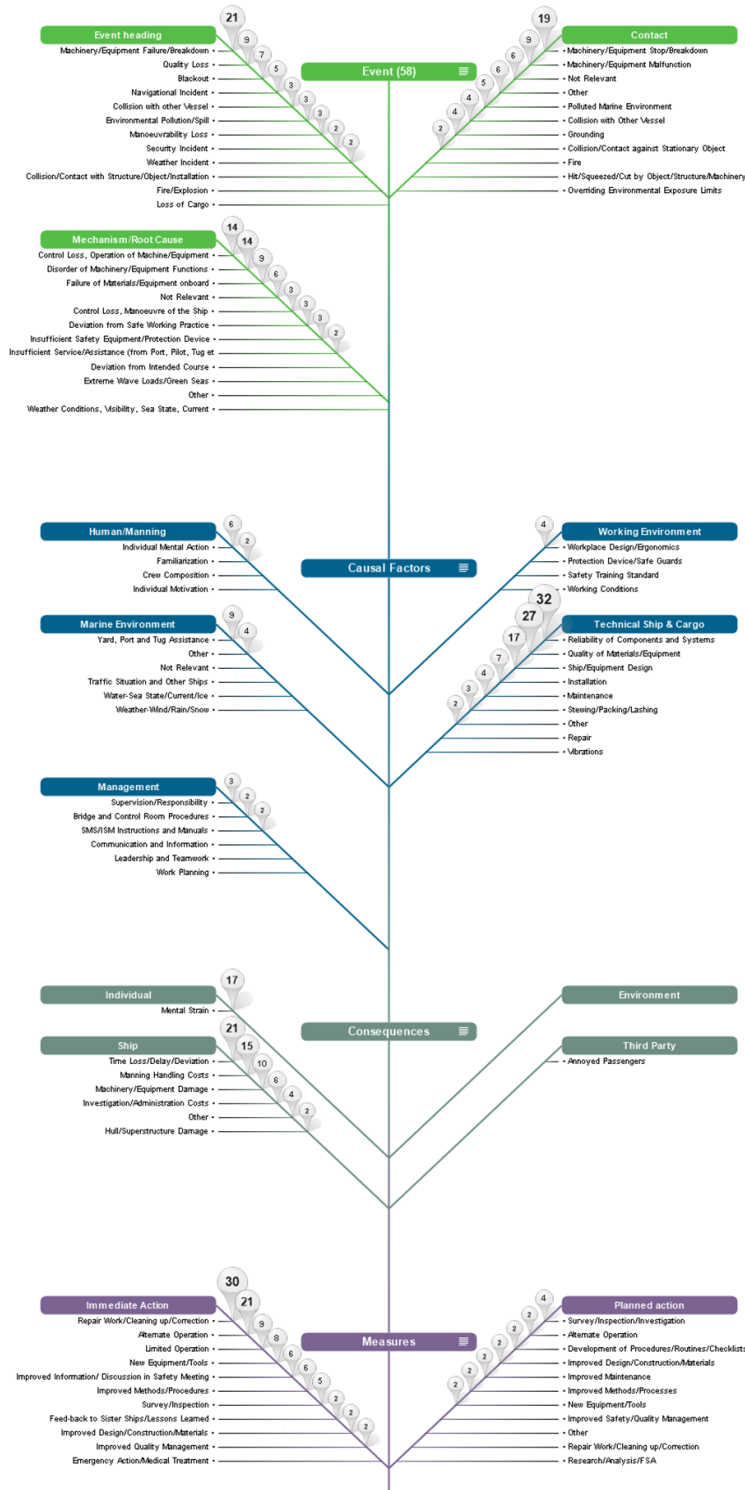 Event (58)
Event heading
21
9
7
5
3
3
3
2
2
Machinery/Equipment Failure/Breakdown
Quality Loss
Blackout
Navigational Incident
Collision with other Vessel
Environmental Pollution/Spill
Manoeuvrability Loss
Security Incident
Weather Incident
Collision/Contact with Structure/Object/Installation
Fire/Explosion
Loss of Cargo
Contact
19
9
6
6
5
4
4
2
Machinery/Equipment Stop/Breakdown
Machinery/Equipment Malfunction
Not Relevant
Other
Polluted Marine Environment
Collision with Other Vessel
Grounding
Collision/Contact against Stationary Object
Fire
Hit/Squeezed/Cut by Object/Structure/Machinery
Overriding Environmental Exposure Limits
Mechanism/Root Cause
14
14
9
6
3
3
3
2
Control Loss, Operation of Machine/Equipment
Disorder of Machinery/Equipment Functions
Failure of Materials/Equipment onboard
Not Relevant
Control Loss, Manoeuvre of the Ship
Deviation from Safe Working Practice
Insufficient Safety Equipment/Protection Device
Insufficient Service/Assistance (from Port, Pilot, Tug et
Deviation from Intended Course
Extreme Wave Loads/Green Seas
Other
Weather Conditions, Visibility, Sea State, Current
Causal Factors
Human/Manning
6
2
Individual Mental Action
Familiarization
Crew Composition
Individual Motivation
Working Environment
4
Workplace Design/Ergonomics
Protection Device/Safe Guards
Safety Training Standard
Working Conditions
Marine Environment
9
4
Yard, Port and Tug Assistance
Other
Not Relevant
Traffic Situation and Other Ships
Water-Sea State/Current/Ice
Weather-Wind/Rain/Snow
Technical Ship & Cargo
32
27
17
7
4
3
2
Reliability of Components and Systems
Quality of Materials/Equipment
Ship/Equipment Design
Installation
Maintenance
Stewing/Packing/Lashing
Other
Repair
Vibrations
Management
3
2
2
Supervision/Responsibility
Bridge and Control Room Procedures
SMS/ISM Instructions and Manuals
Communication and Information
Leadership and Teamwork
Work Planning
Consequences
Individual
17
Mental Strain
Environment
Ship
21
15
10
6
4
2
Time Loss/Delay/Deviation
Manning Handling Costs
Machinery/Equipment Damage
Investigation/Administration Costs
Other
Hull/Superstructure Damage
Third Party
Annoyed Passengers
Measures
Immediate Action
30
21
9
8
6
6
5
2
2
2
Repair Work/Cleaning up/Correction
Alternate Operation
Limited Operation
New Equipment/Tools
Improved Information/ Discussion in Safety Meeting
Improved Methods/Procedures
Survey/Inspection
Feed-back to Sister Ships/Lessons Learned
Improved Design/Construction/Materials
Improved Quality Management
Emergency Action/Medical Treatment
Planned action
4
2
2
2
2
2
2
Survey/Inspection/Investigation
Alternate Operation
Development of Procedures/Routines/Checklists
Improved Design/Construction/Materials
Improved Maintenance
Improved Methods/Processes
New Equipment/Tools
Improved Safety/Quality Management
Other
Repair Work/Cleaning up/Correction
Research/Analysis/FSA